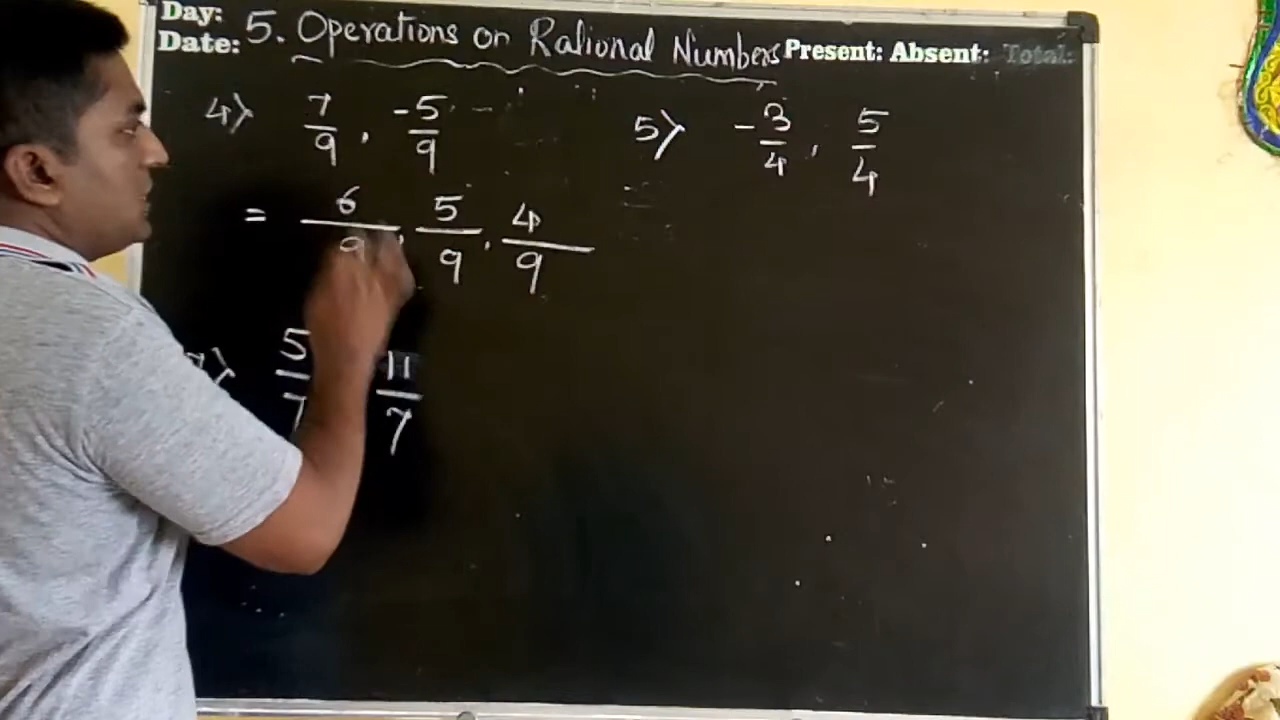 Day:
Date:
5. Operations on Rational Numbers
Present: Absent: Total:
4) 7/9, -5/9
= 6/9, 5/9, 4/9
5) -3/4, 5/4
5/7 11/7